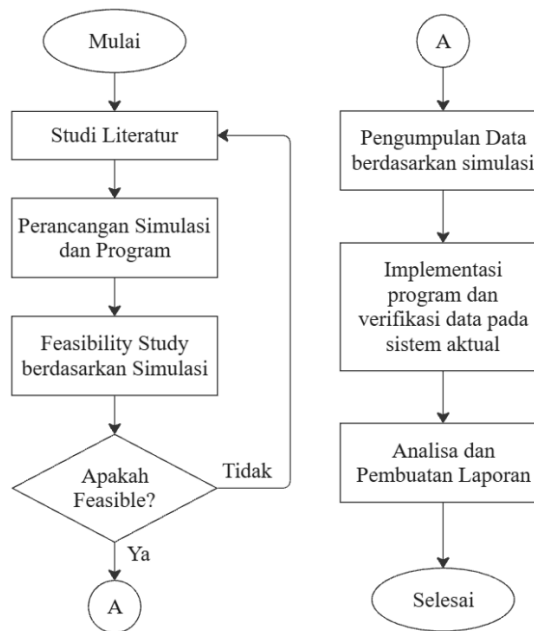 Mulai
Studi Literatur
Perancangan Simulasi
dan Program
Feasibility Study
berdasarkan Simulasi
Apakah
Feasible?
Tidak
Ya
A
A
Pengumpulan Data
berdasarkan simulasi
Implementasi
program dan
verifikasi data pada
sistem aktual
Analisa dan
Pembuatan Laporan
Selesai